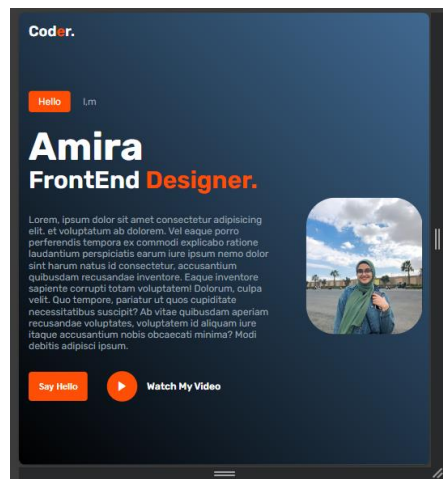 Coder.
Hello I,m
Amira
FrontEnd Designer.
Lorem, ipsum dolor sit amet consectetur adipisicing
elit. et voluptatum ab dolorem. Vel eaque porro
perferendis tempora ex commodi explicabo ratione
laudantium perspiciatis earum iure ipsum nemo dolor
sint harum natus id consectetur, accusantium
quibusdam recusandae inventore. Eaque inventore
sapiente corrupti totam voluptatem! Dolorum, culpa
velit. Quo tempore, pariatur ut quos cupiditate
necessitatibus suscipit? Ab vitae quibusdam aperiam
recusandae voluptates, voluptatem id aliquam iure
itaque accusantium nobis obcaecati minima? Modi
debitis adipisci ipsum.
Say Hello Watch My Video